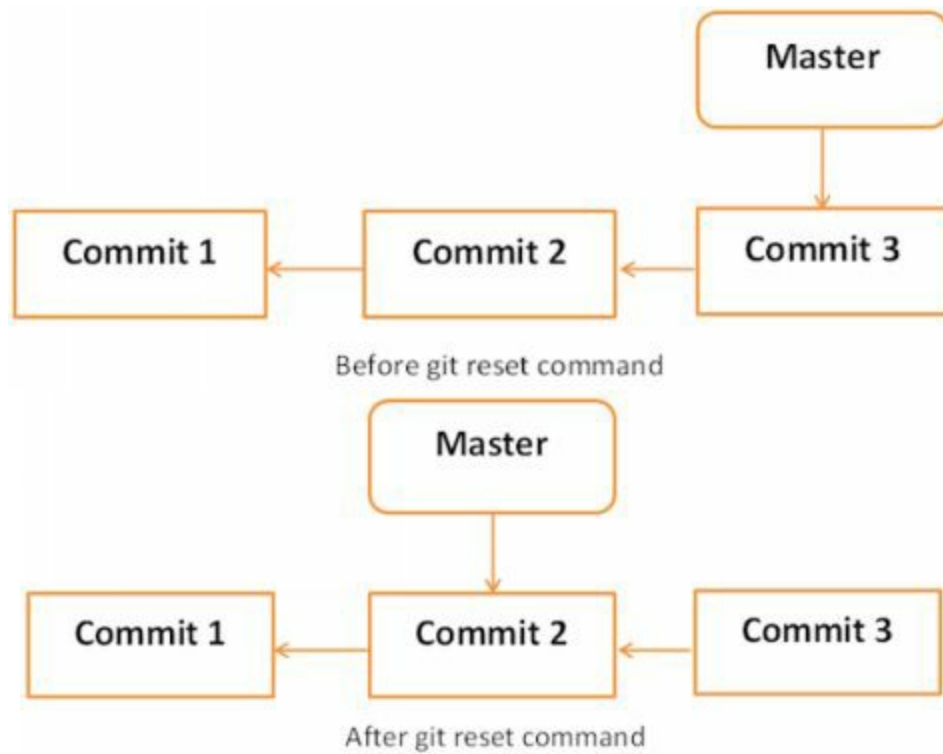 Master
Commit 1
Commit 2
Commit 3
Before git reset command
Master
Commit 1
Commit 2
Commit 3
After git reset command